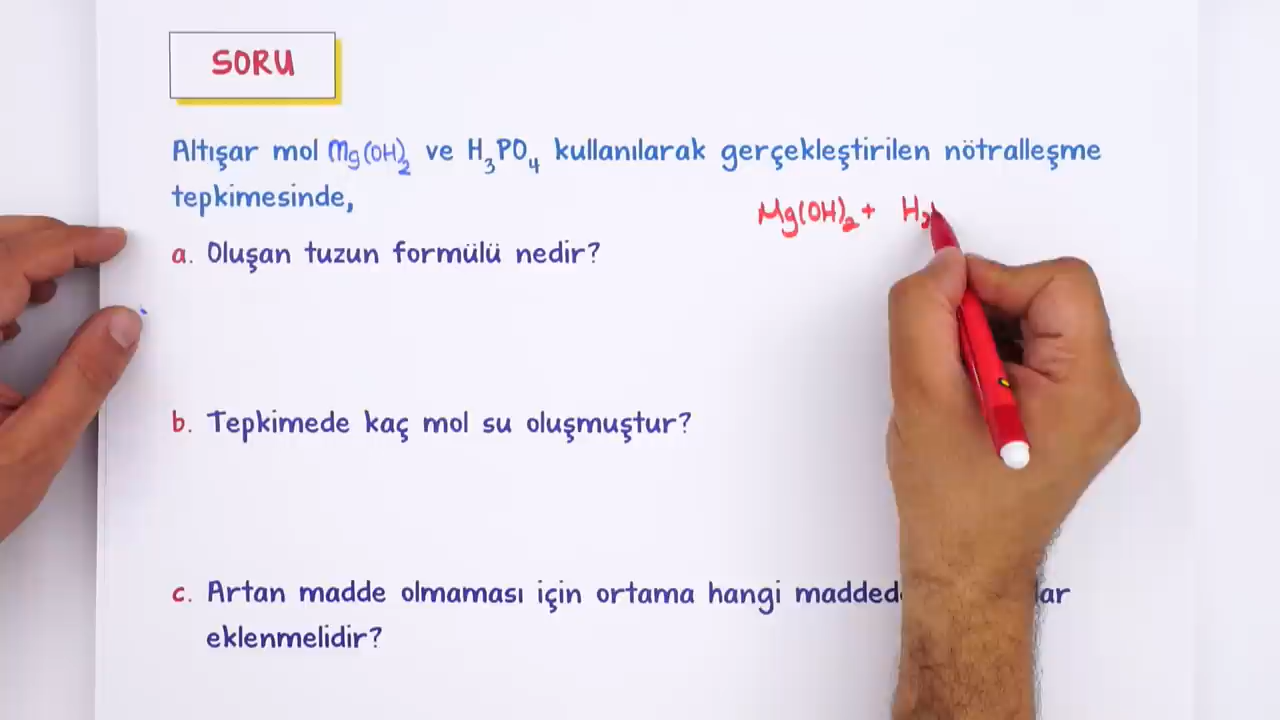 SORU
Altışar mol Mg(OH)₂ ve H₃PO₄ kullanılarak gerçekleştirilen nötralleşme
tepkimesinde,
Mg(OH)₂ + H
a. Oluşan tuzun formülü nedir?
b. Tepkimede kaç mol su oluşmuştur?
c. Artan madde olmaması için ortama hangi
eklenmelidir?